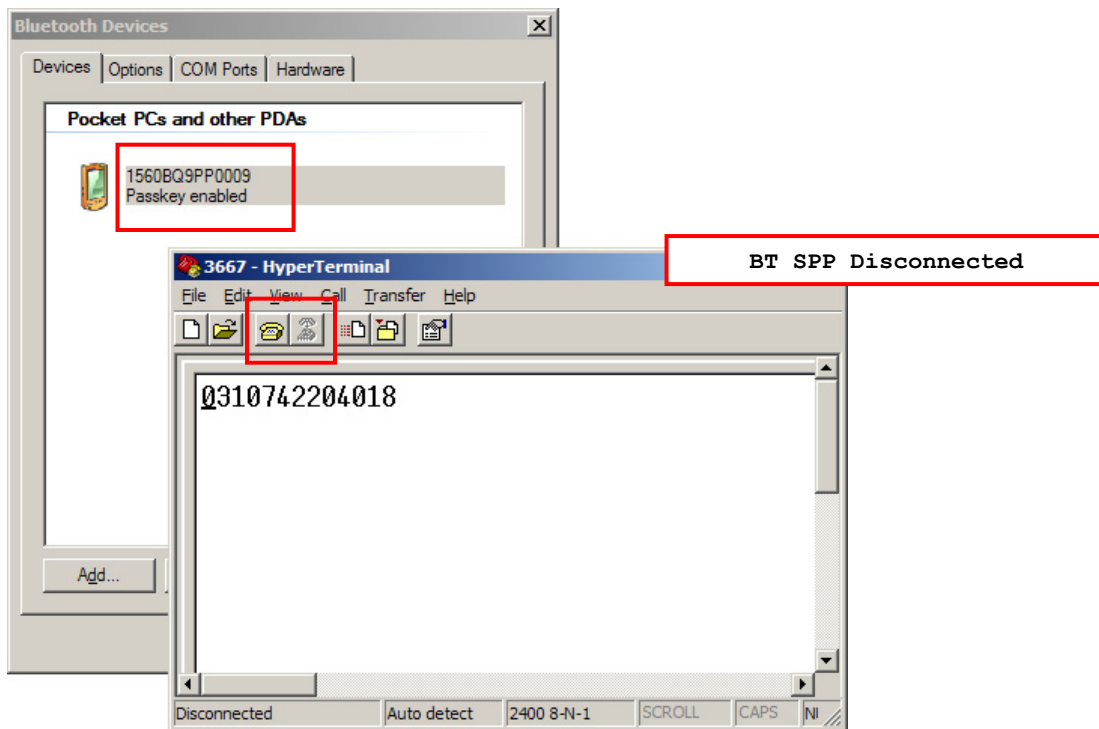 Bluetooth Devices
Devices Options COM Ports Hardware
Pocket PCs and other PDAs
1560BQ9PP0009
Passkey enabled
3667 - HyperTerminal
BT SPP Disconnected
File Edit View Call Transfer Help
0310742204018
Add...
Disconnected Auto detect 2400 8-N-1 SCROLL CAPS